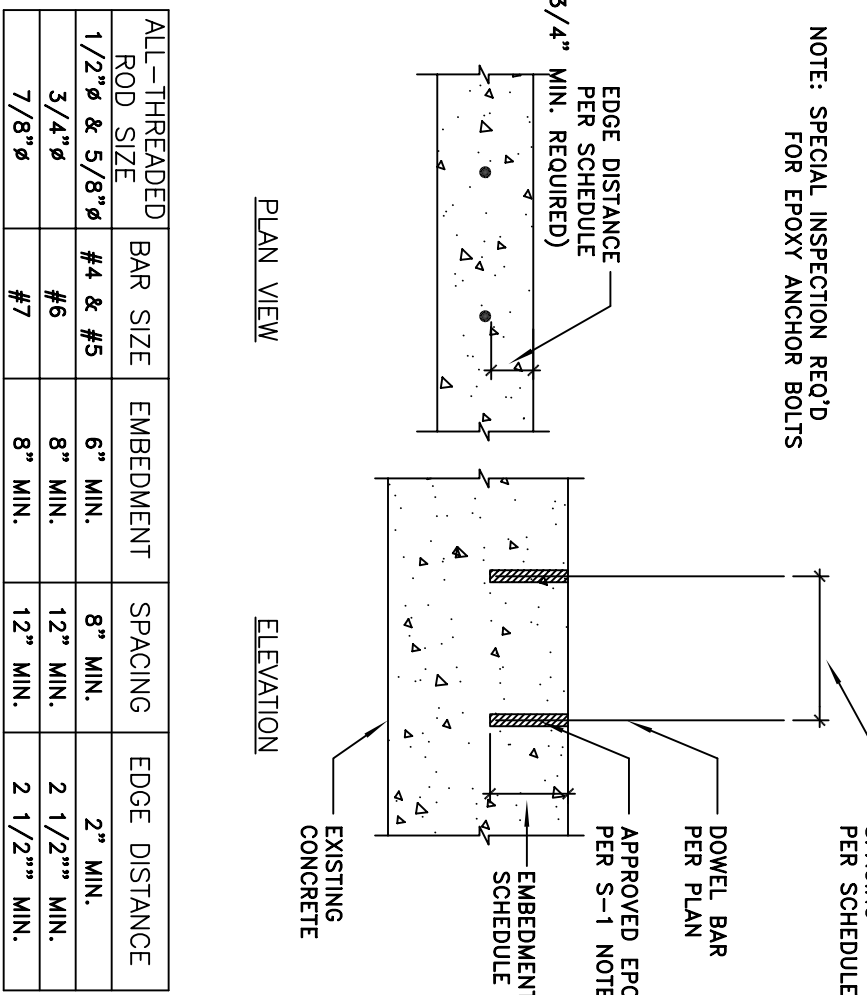 NOTE: SPECIAL INSPECTION REQ'D
FOR EPOXY ANCHOR BOLTS
PER SCHEDULE
EDGE DISTANCE
PER SCHEDULE
3/4" MIN. REQUIRED)
DOWEL BAR
PER PLAN
APPROVED
PER S-1 NOTE
EMBEDMENT
SCHEDULE
EXISTING
CONCRETE
PLAN VIEW
ELEVATION
ALL-THREADED ROD SIZE BAR SIZE EMBEDMENT SPACING EDGE DISTANCE
1/2"ø & 5/8"ø #4 & #5 6" MIN. 8" MIN. 2" MIN.
3/4"ø #6 8" MIN. 12" MIN. 2 1/2"" MIN.
7/8"ø #7 8" MIN. 12" MIN. 2 1/2"" MIN.